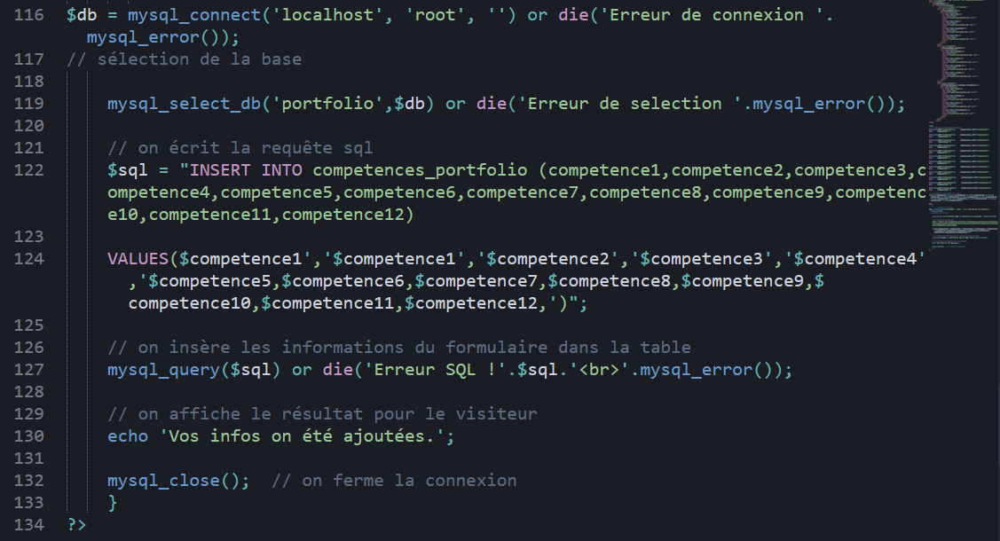 116 $db = mysql_connect('localhost', 'root', '') or die('Erreur de connexion '.
mysql_error());
117 // sélection de la base
118
119 mysql_select_db('portfolio',$db) or die('Erreur de selection '.mysql_error());
120
121 // on écrit la requête sql
122 $sql = "INSERT INTO competences_portfolio (competence1,competence2,competence3,c
ompetence4,competence5,competence6,competence7,competence8,competence9,competenc
e10,competence11,competence12)
123
124 VALUES($competence1','$competence1','$competence2','$competence3','$competence4'
,'$competence5,$competence6,$competence7,$competence8,$competence9,$
competence10,$competence11,$competence12,')";
125
126 // on insère les informations du formulaire dans la table
127 mysql_query($sql) or die('Erreur SQL !'.$sql.'<br>'.mysql_error());
128
129 // on affiche le résultat pour le visiteur
130 echo 'Vos infos on été ajoutées.';
131
132 mysql_close();  // on ferme la connexion
133 }
134 ?>